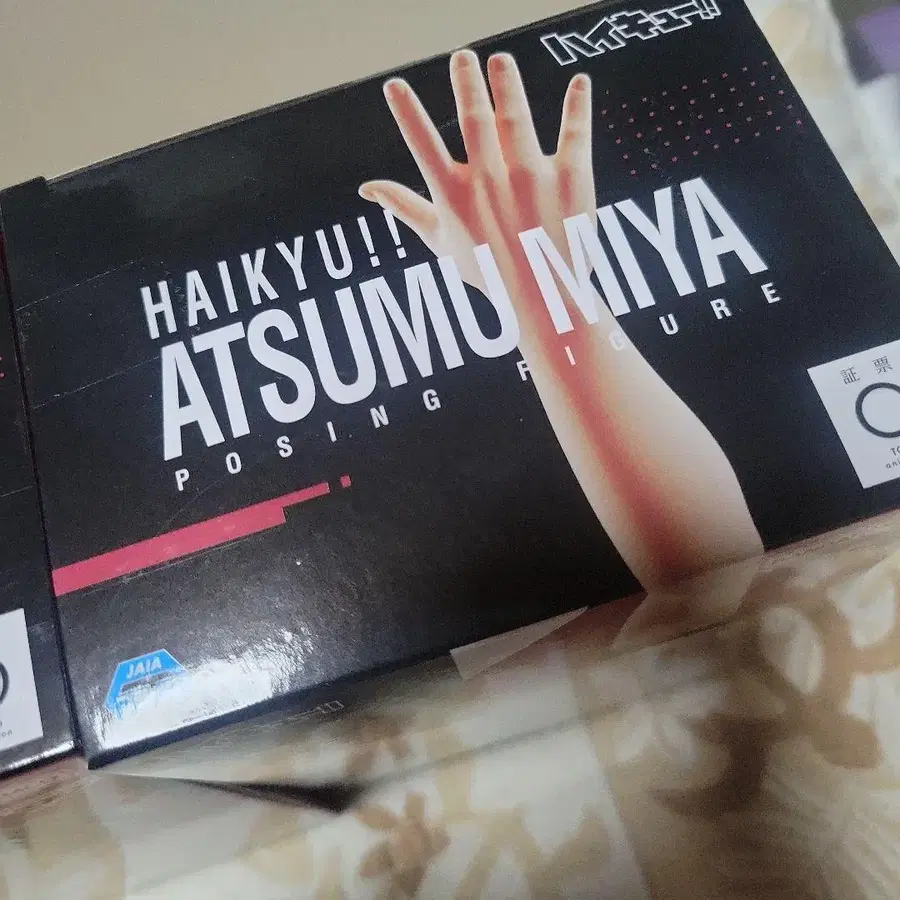 ハイキュー!!
HAIKYU!!
ATSUMU MIYA
POSING FIGURE
証票
JAIA